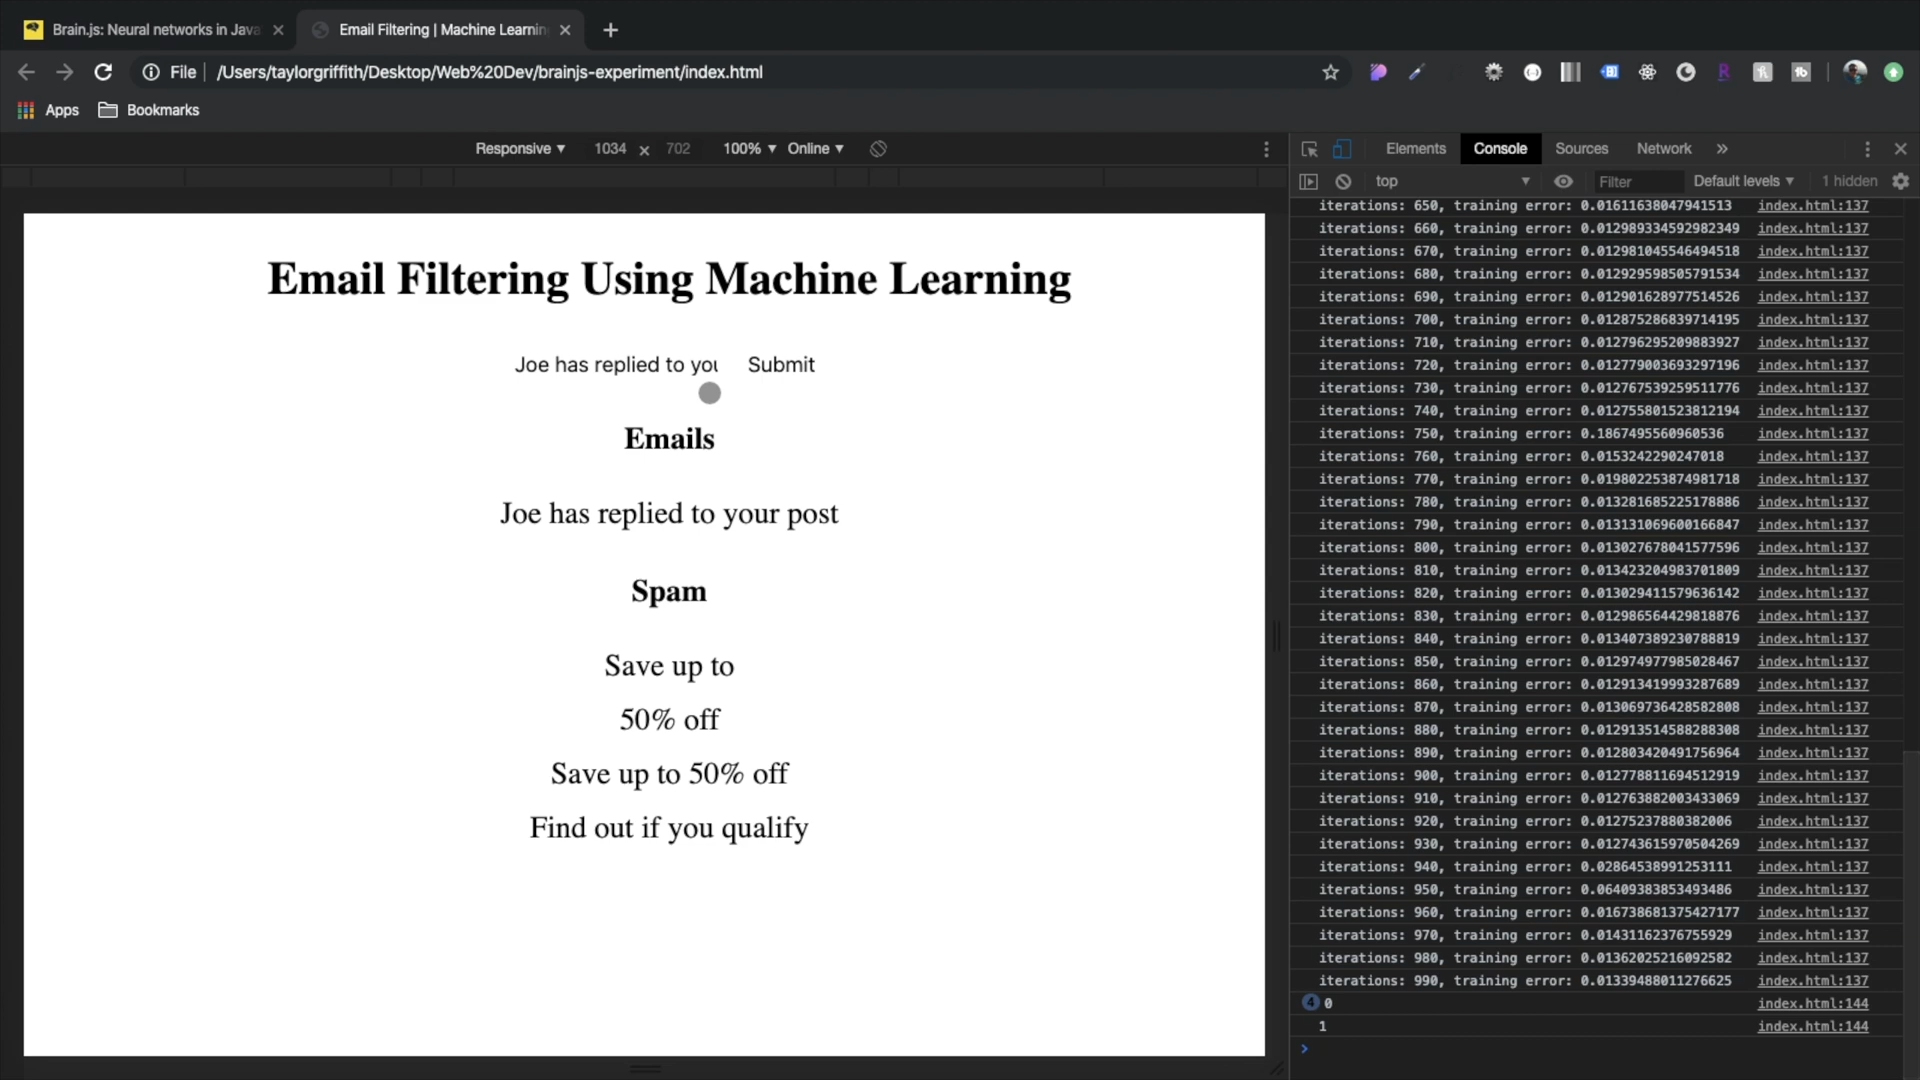 Brain.js: Neural networks in Java
Email Filtering | Machine Learnin
File
/Users/taylorgriffith/Desktop/Web%20Dev/brainjs-experiment/index.html
Apps
Bookmarks
Responsive
1034 x 702
100%
Online
Elements
Console
Sources
Network
top
Filter
Default levels
1 hidden
Email Filtering Using Machine Learning
Joe has replied to you
Submit
Emails
Joe has replied to your post
Spam
Save up to
50% off
Save up to 50% off
Find out if you qualify
iterations: 650, training error: 0.01611638047941513 index.html:137
iterations: 660, training error: 0.012989334592982349 index.html:137
iterations: 670, training error: 0.012981045546494518 index.html:137
iterations: 680, training error: 0.012929598505791534 index.html:137
iterations: 690, training error: 0.012901628977514526 index.html:137
iterations: 700, training error: 0.012875286839714195 index.html:137
iterations: 710, training error: 0.012796295209883927 index.html:137
iterations: 720, training error: 0.012779003693297196 index.html:137
iterations: 730, training error: 0.012767539259511776 index.html:137
iterations: 740, training error: 0.012755801523812194 index.html:137
iterations: 750, training error: 0.1867495560960536 index.html:137
iterations: 760, training error: 0.0153242290247018 index.html:137
iterations: 770, training error: 0.019802253874981718 index.html:137
iterations: 780, training error: 0.013281685225178886 index.html:137
iterations: 790, training error: 0.013131069600166847 index.html:137
iterations: 800, training error: 0.013027678041577596 index.html:137
iterations: 810, training error: 0.013423204983701809 index.html:137
iterations: 820, training error: 0.013029411579636142 index.html:137
iterations: 830, training error: 0.012986564429818876 index.html:137
iterations: 840, training error: 0.013407389230788819 index.html:137
iterations: 850, training error: 0.012974977985028467 index.html:137
iterations: 860, training error: 0.012913419993287689 index.html:137
iterations: 870, training error: 0.013069736428582808 index.html:137
iterations: 880, training error: 0.012913514588288308 index.html:137
iterations: 890, training error: 0.012803420491756964 index.html:137
iterations: 900, training error: 0.012778811694512919 index.html:137
iterations: 910, training error: 0.012763882003433069 index.html:137
iterations: 920, training error: 0.01275237880382006 index.html:137
iterations: 930, training error: 0.012743615970504269 index.html:137
iterations: 940, training error: 0.02864538991253111 index.html:137
iterations: 950, training error: 0.06409383853493486 index.html:137
iterations: 960, training error: 0.016738681375427177 index.html:137
iterations: 970, training error: 0.01431162376755929 index.html:137
iterations: 980, training error: 0.01362025216092582 index.html:137
iterations: 990, training error: 0.01339488011276625 index.html:137
4 0 index.html:144
1 index.html:144